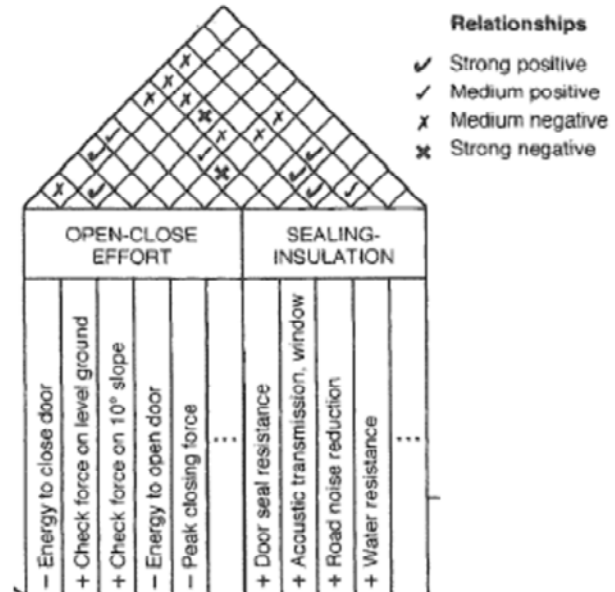 Relationships
✔ Strong positive
✓ Medium positive
✗ Medium negative
✖ Strong negative
OPEN-CLOSE
EFFORT
SEALING-
INSULATION
– Energy to close door
+ Check force on level ground
+ Check force on 10° slope
– Energy to open door
– Peak closing force
...
+ Door seal resistance
+ Acoustic transmission, window
+ Road noise reduction
+ Water resistance
...